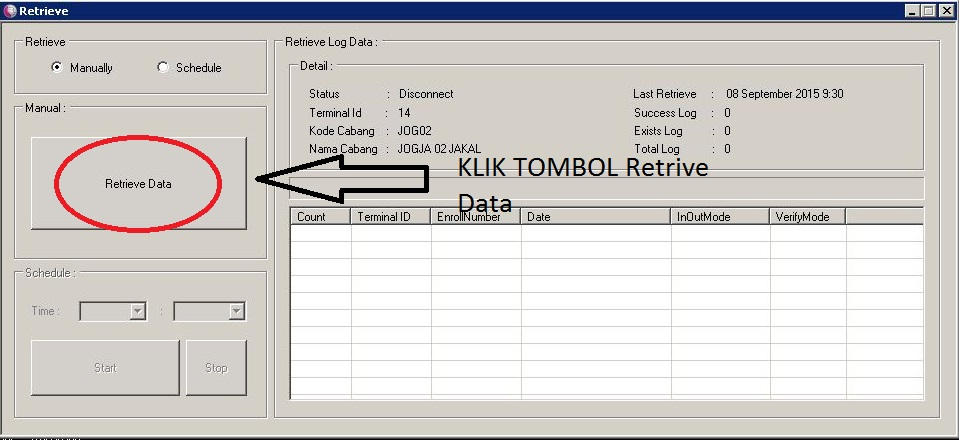 Retrieve
Retrieve
Manually
Schedule
Manual :
Retrieve Data
Schedule :
Time :
:
Start
Stop
Retrieve Log Data :
Detail :
Status : Disconnect
Last Retrieve : 08 September 2015 9:30
Terminal Id : 14
Success Log : 0
Kode Cabang : JOG02
Exists Log : 0
Nama Cabang : JOGJA 02 JAKAL
Total Log : 0
KLIK TOMBOL Retrive
Data
Count Terminal ID EnrollNumber Date InOutMode VerifyMode